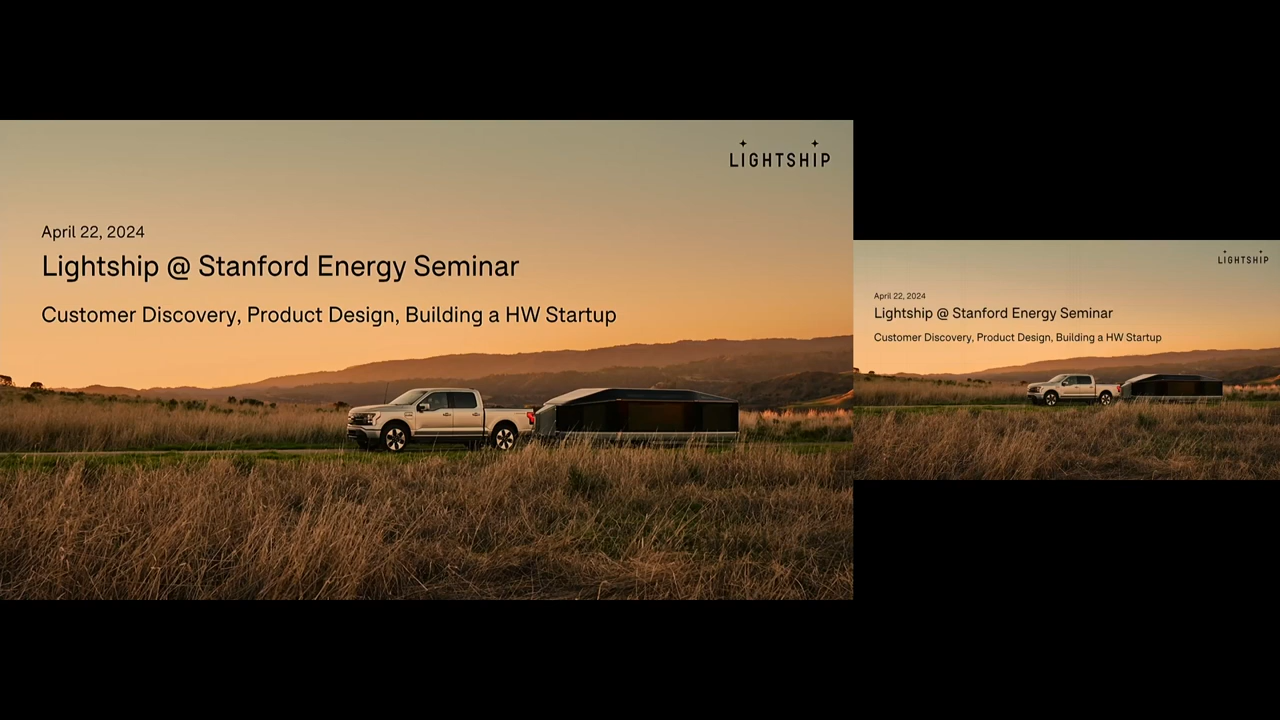 LIGHTSHIP
April 22, 2024
Lightship @ Stanford Energy Seminar
Customer Discovery, Product Design, Building a HW Startup
LIGHTSHIP
April 22, 2024
Lightship @ Stanford Energy Seminar
Customer Discovery, Product Design, Building a HW Startup